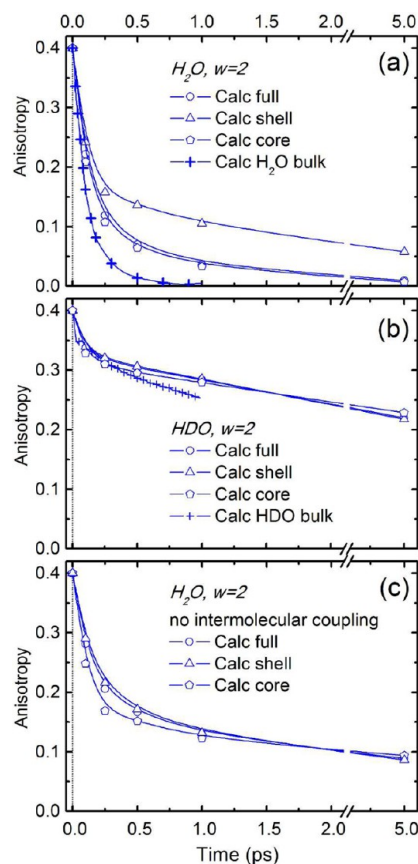 0.0 0.5 1.0 2.0 5.0
0.4
0.3
0.2
0.1
0.0
Anisotropy
(a)
H2O, w=2
Calc full
Calc shell
Calc core
Calc H2O bulk
0.4
0.3
0.2
0.1
0.0
Anisotropy
(b)
HDO, w=2
Calc full
Calc shell
Calc core
Calc HDO bulk
0.4
0.3
0.2
0.1
0.0
Anisotropy
(c)
H2O, w=2
no intermolecular coupling
Calc full
Calc shell
Calc core
0.0 0.5 1.0 2.0 5.0
Time (ps)